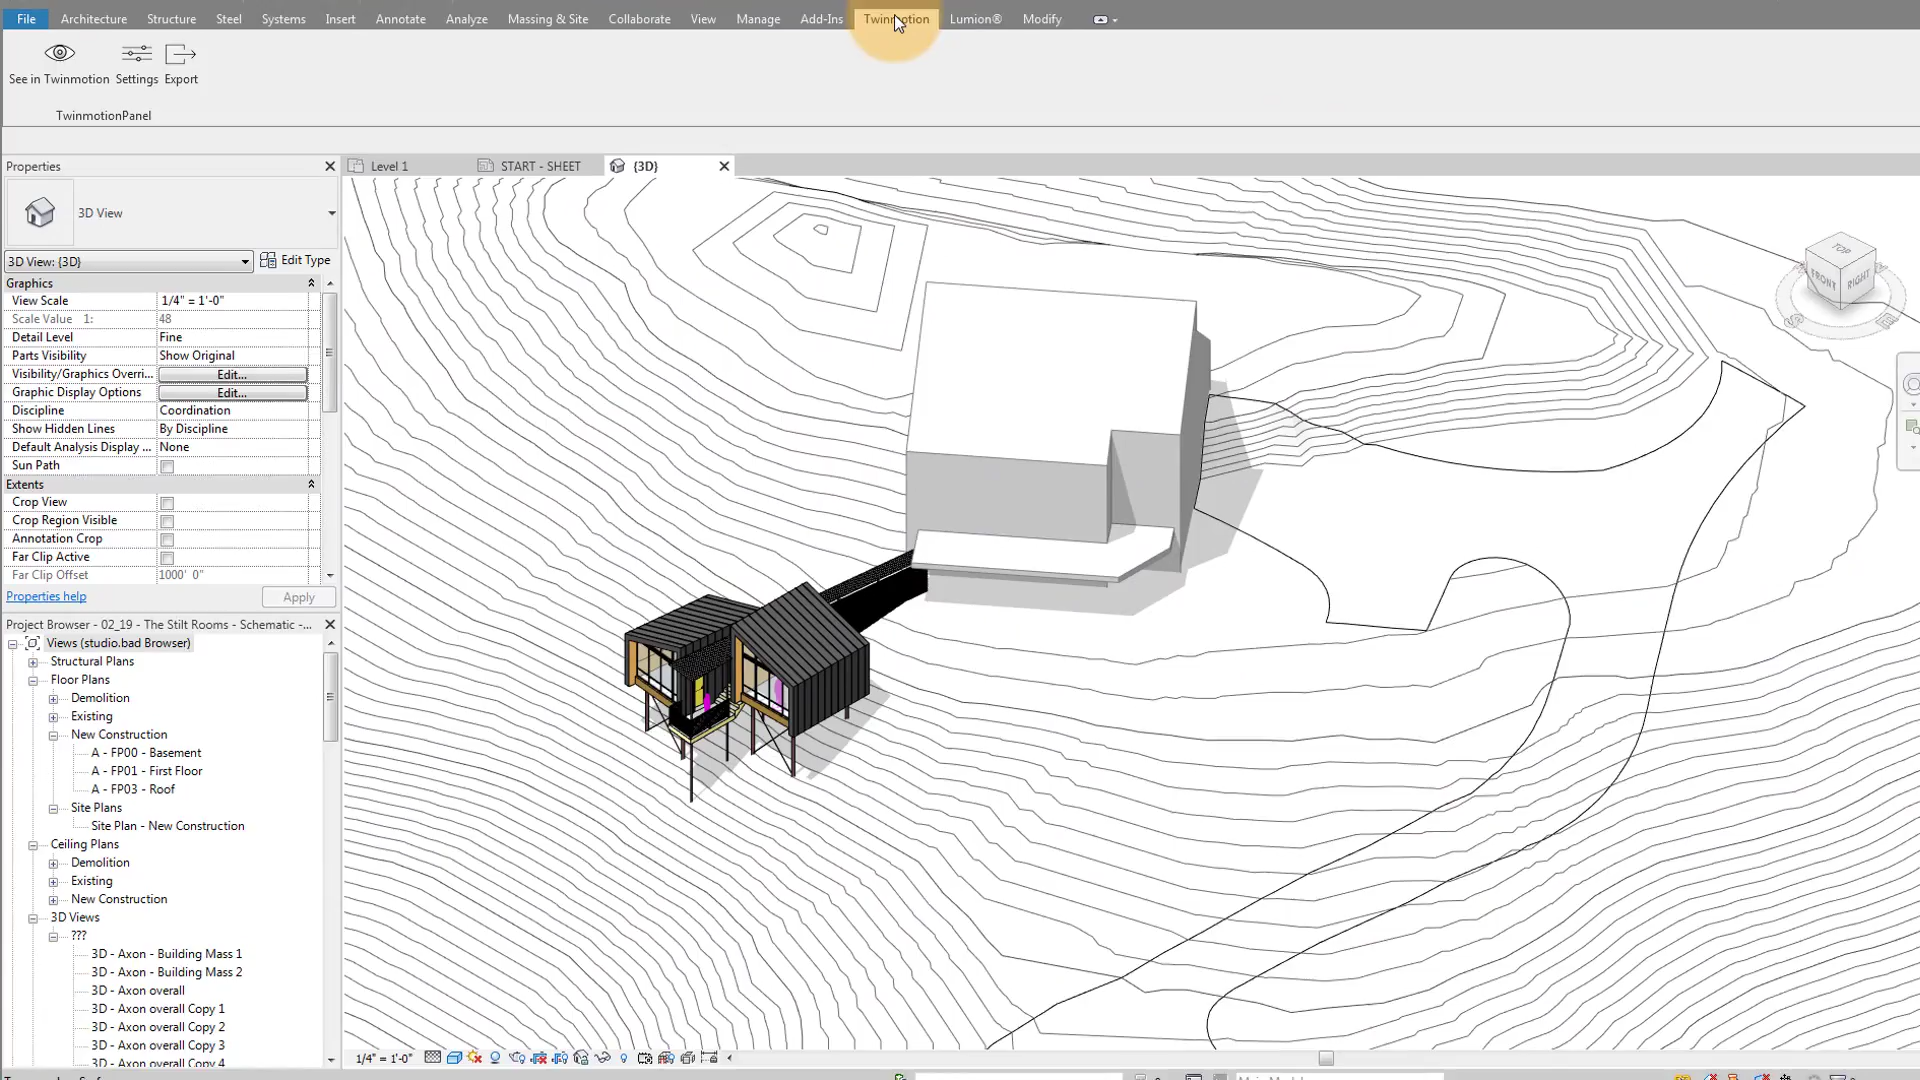 File Architecture Structure Steel Systems Insert Annotate Analyze Massing & Site Collaborate View Manage Add-Ins Twinmotion Lumion® Modify
See in Twinmotion Settings Export
TwinmotionPanel
Properties
Level 1 START - SHEET {3D}
3D View
3D View: {3D} Edit Type
Graphics
View Scale 1/4" = 1'-0"
Scale Value 1: 48
Detail Level Fine
Parts Visibility Show Original
Visibility/Graphics Overri... Edit...
Graphic Display Options Edit...
Discipline Coordination
Show Hidden Lines By Discipline
Default Analysis Display ... None
Sun Path
Extents
Crop View
Crop Region Visible
Annotation Crop
Far Clip Active
Far Clip Offset 1000' 0"
Properties help Apply
Project Browser - 02_19 - The Stilt Rooms - Schematic -...
Views (studio.bad Browser)
Structural Plans
Floor Plans
Demolition
Existing
New Construction
A - FP00 - Basement
A - FP01 - First Floor
A - FP03 - Roof
Site Plans
Site Plan - New Construction
Ceiling Plans
Demolition
Existing
New Construction
3D Views
???
3D - Axon - Building Mass 1
3D - Axon - Building Mass 2
3D - Axon overall
3D - Axon overall Copy 1
3D - Axon overall Copy 2
3D - Axon overall Copy 3
3D - Axon overall Copy 4
TOP
FRONT RIGHT
S E
1/4" = 1'-0"